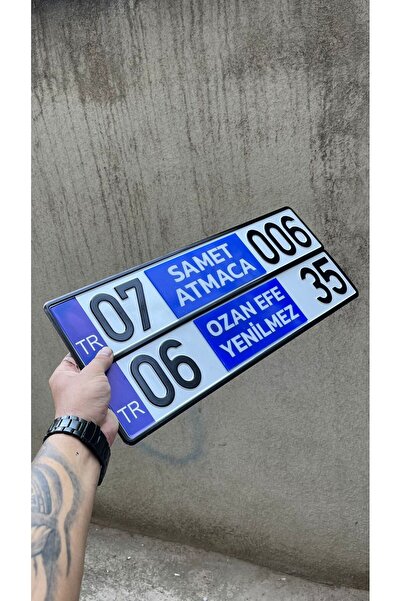 TR 07 SAMET 006
ATMACA
TR 06 OZAN EFE 35
YENİLMEZ